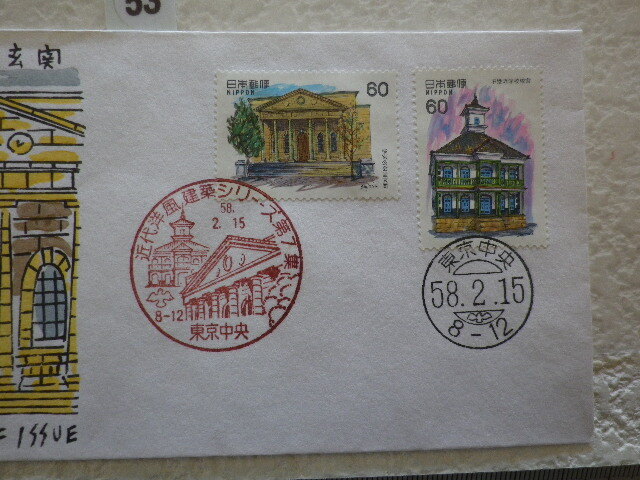 53
玄関
日本郵便
NIPPON
60
日本郵便
NIPPON
60
近代洋風建築シリーズ第7集
58.
2. 15
8-12
東京中央
東京中央
58.2.15
8-12
ISSUE